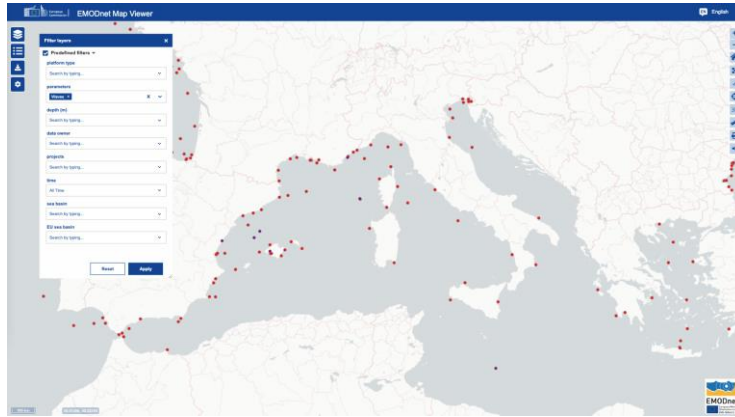 EMODnet Map Viewer
English
Filter layers
Predefined filters
platform type
Search by typing...
parameters
Waves
depth (m)
Search by typing...
data owner
Search by typing...
projects
Search by typing...
time
All Time
sea basin
Search by typing...
EU sea basin
Search by typing...
Reset
Apply
EMODnet